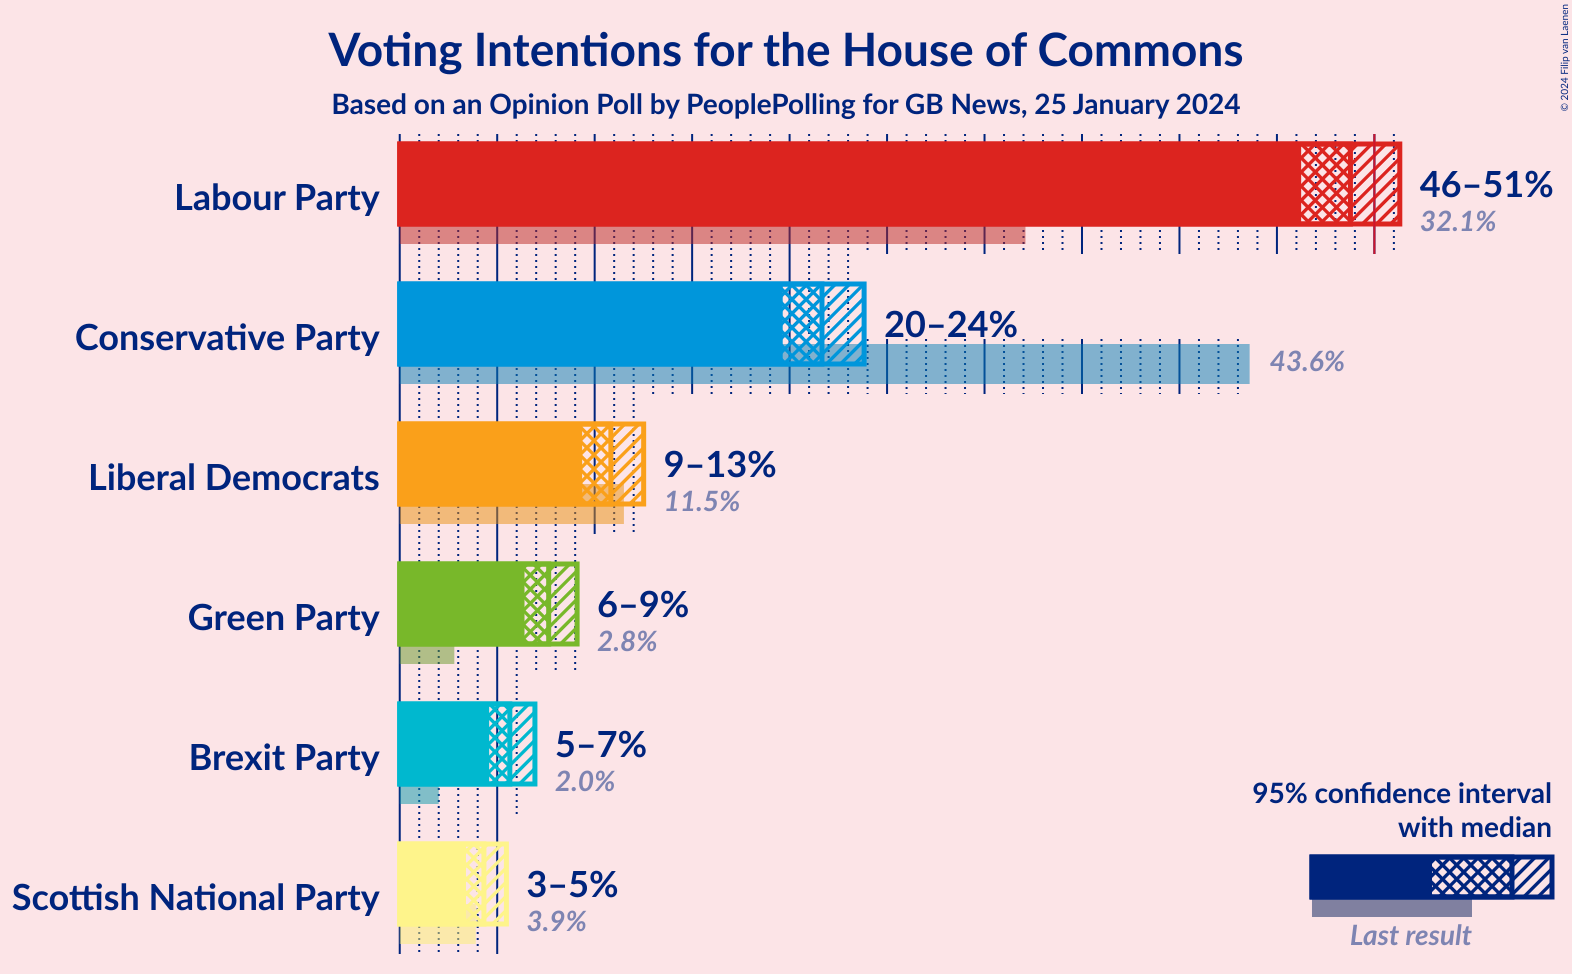 Voting Intentions for the House of Commons
Based on an Opinion Poll by PeoplePolling for GB News, 25 January 2024
© 2024 Filip van Laenen
Labour Party
46–51%
32.1%
Conservative Party
20–24%
43.6%
Liberal Democrats
9–13%
11.5%
Green Party
6–9%
2.8%
Brexit Party
5–7%
2.0%
Scottish National Party
3–5%
3.9%
95% confidence interval
with median
Last result